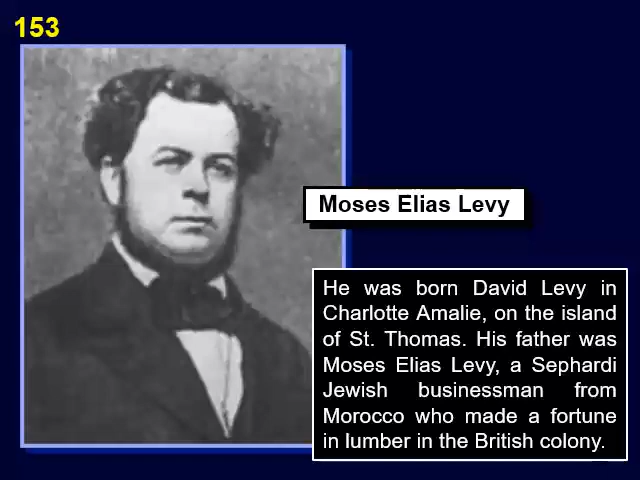 153
Moses Elias Levy
He was born David Levy in
Charlotte Amalie, on the island
of St. Thomas. His father was
Moses Elias Levy, a Sephardi
Jewish businessman from
Morocco who made a fortune
in lumber in the British colony.